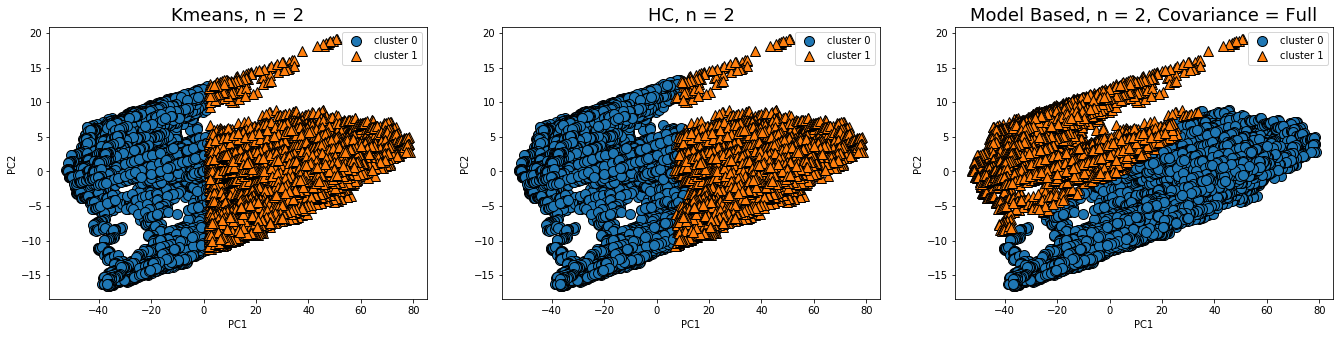 Kmeans, n = 2
cluster 0
cluster 1
20
15
10
5
0
−5
−10
−15
PC2
−40 −20 0 20 40 60 80
PC1
HC, n = 2
cluster 0
cluster 1
20
15
10
5
0
−5
−10
−15
PC2
−40 −20 0 20 40 60 80
PC1
Model Based, n = 2, Covariance = Full
cluster 0
cluster 1
20
15
10
5
0
−5
−10
−15
PC2
−40 −20 0 20 40 60 80
PC1